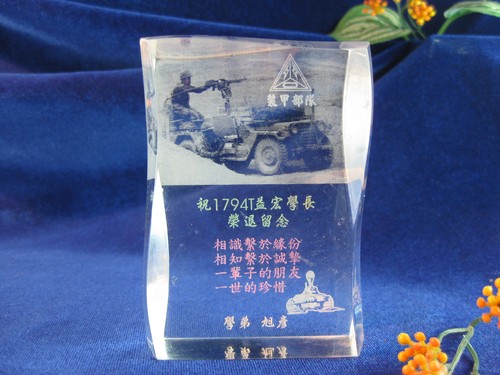 裝甲部隊
祝1794T益宏學長
榮退留念
相識繫於緣份
相知繫於誠摯
一輩子的朋友
一世的珍惜
學弟 旭彥